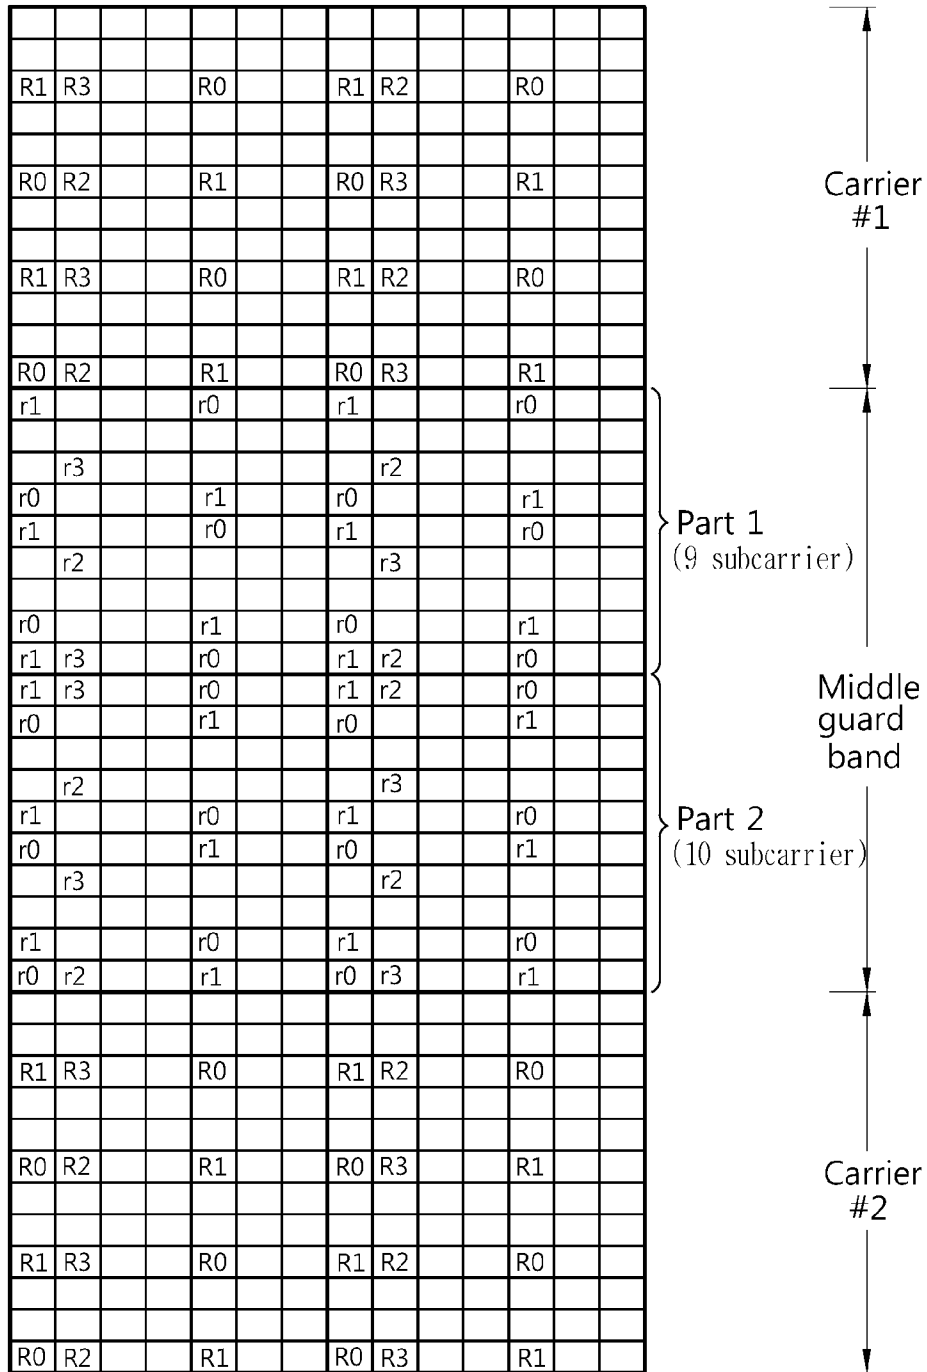 R1 R3 R0 R1 R2 R0
R0 R2 R1 R0 R3 R1
Carrier
#1
R1 R3 R0 R1 R2 R0
R0 R2 R1 R0 R3 R1
r1 r0 r1 r0
r3 r2
r0 r1 r0 r1
r1 r0 r1 r0
Part 1
(9 subcarrier)
r2 r3
r0 r1 r0 r1
r1 r3 r0 r1 r2 r0
r1 r3 r0 r1 r2 r0
r0 r1 r0 r1
Middle
guard
band
r2 r3
r1 r0 r1 r0
Part 2
(10 subcarrier)
r0 r1 r0 r1
r3 r2
r1 r0 r1 r0
r0 r2 r1 r0 r3 r1
R1 R3 R0 R1 R2 R0
R0 R2 R1 R0 R3 R1
Carrier
#2
R1 R3 R0 R1 R2 R0
R0 R2 R1 R0 R3 R1